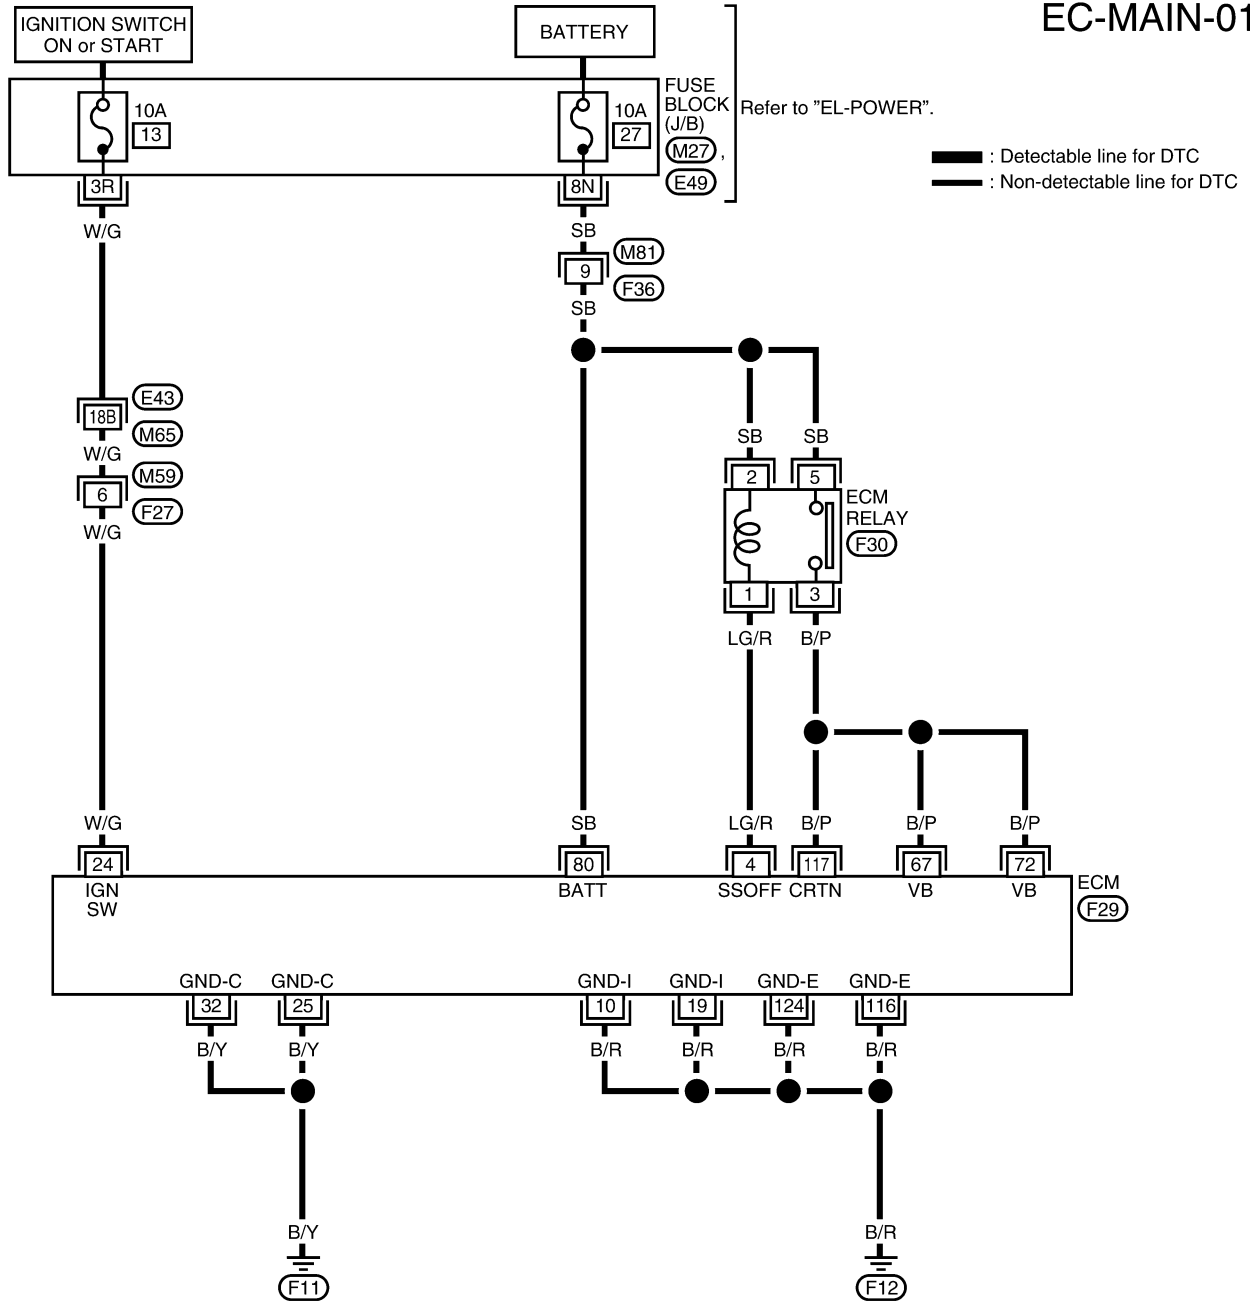 EC-MAIN-01
IGNITION SWITCH
ON or START
BATTERY
10A
13
10A
27
FUSE
BLOCK
(J/B)
M27 ,
E49
Refer to ”EL-POWER”.
: Detectable line for DTC
: Non-detectable line for DTC
3R
8N
W/G
SB
9
M81
F36
SB
18B
E43
M65
W/G
6
M59
F27
W/G
SB
SB
2
5
ECM
RELAY
F30
1
3
LG/R
B/P
W/G
SB
LG/R
B/P
B/P
B/P
24
80
4
117
67
72
IGN
SW
BATT
SSOFF
CRTN
VB
VB
ECM
F29
GND-C
GND-C
GND-I
GND-I
GND-E
GND-E
32
25
10
19
124
116
B/Y
B/Y
B/R
B/R
B/R
B/R
B/Y
B/R
F11
F12